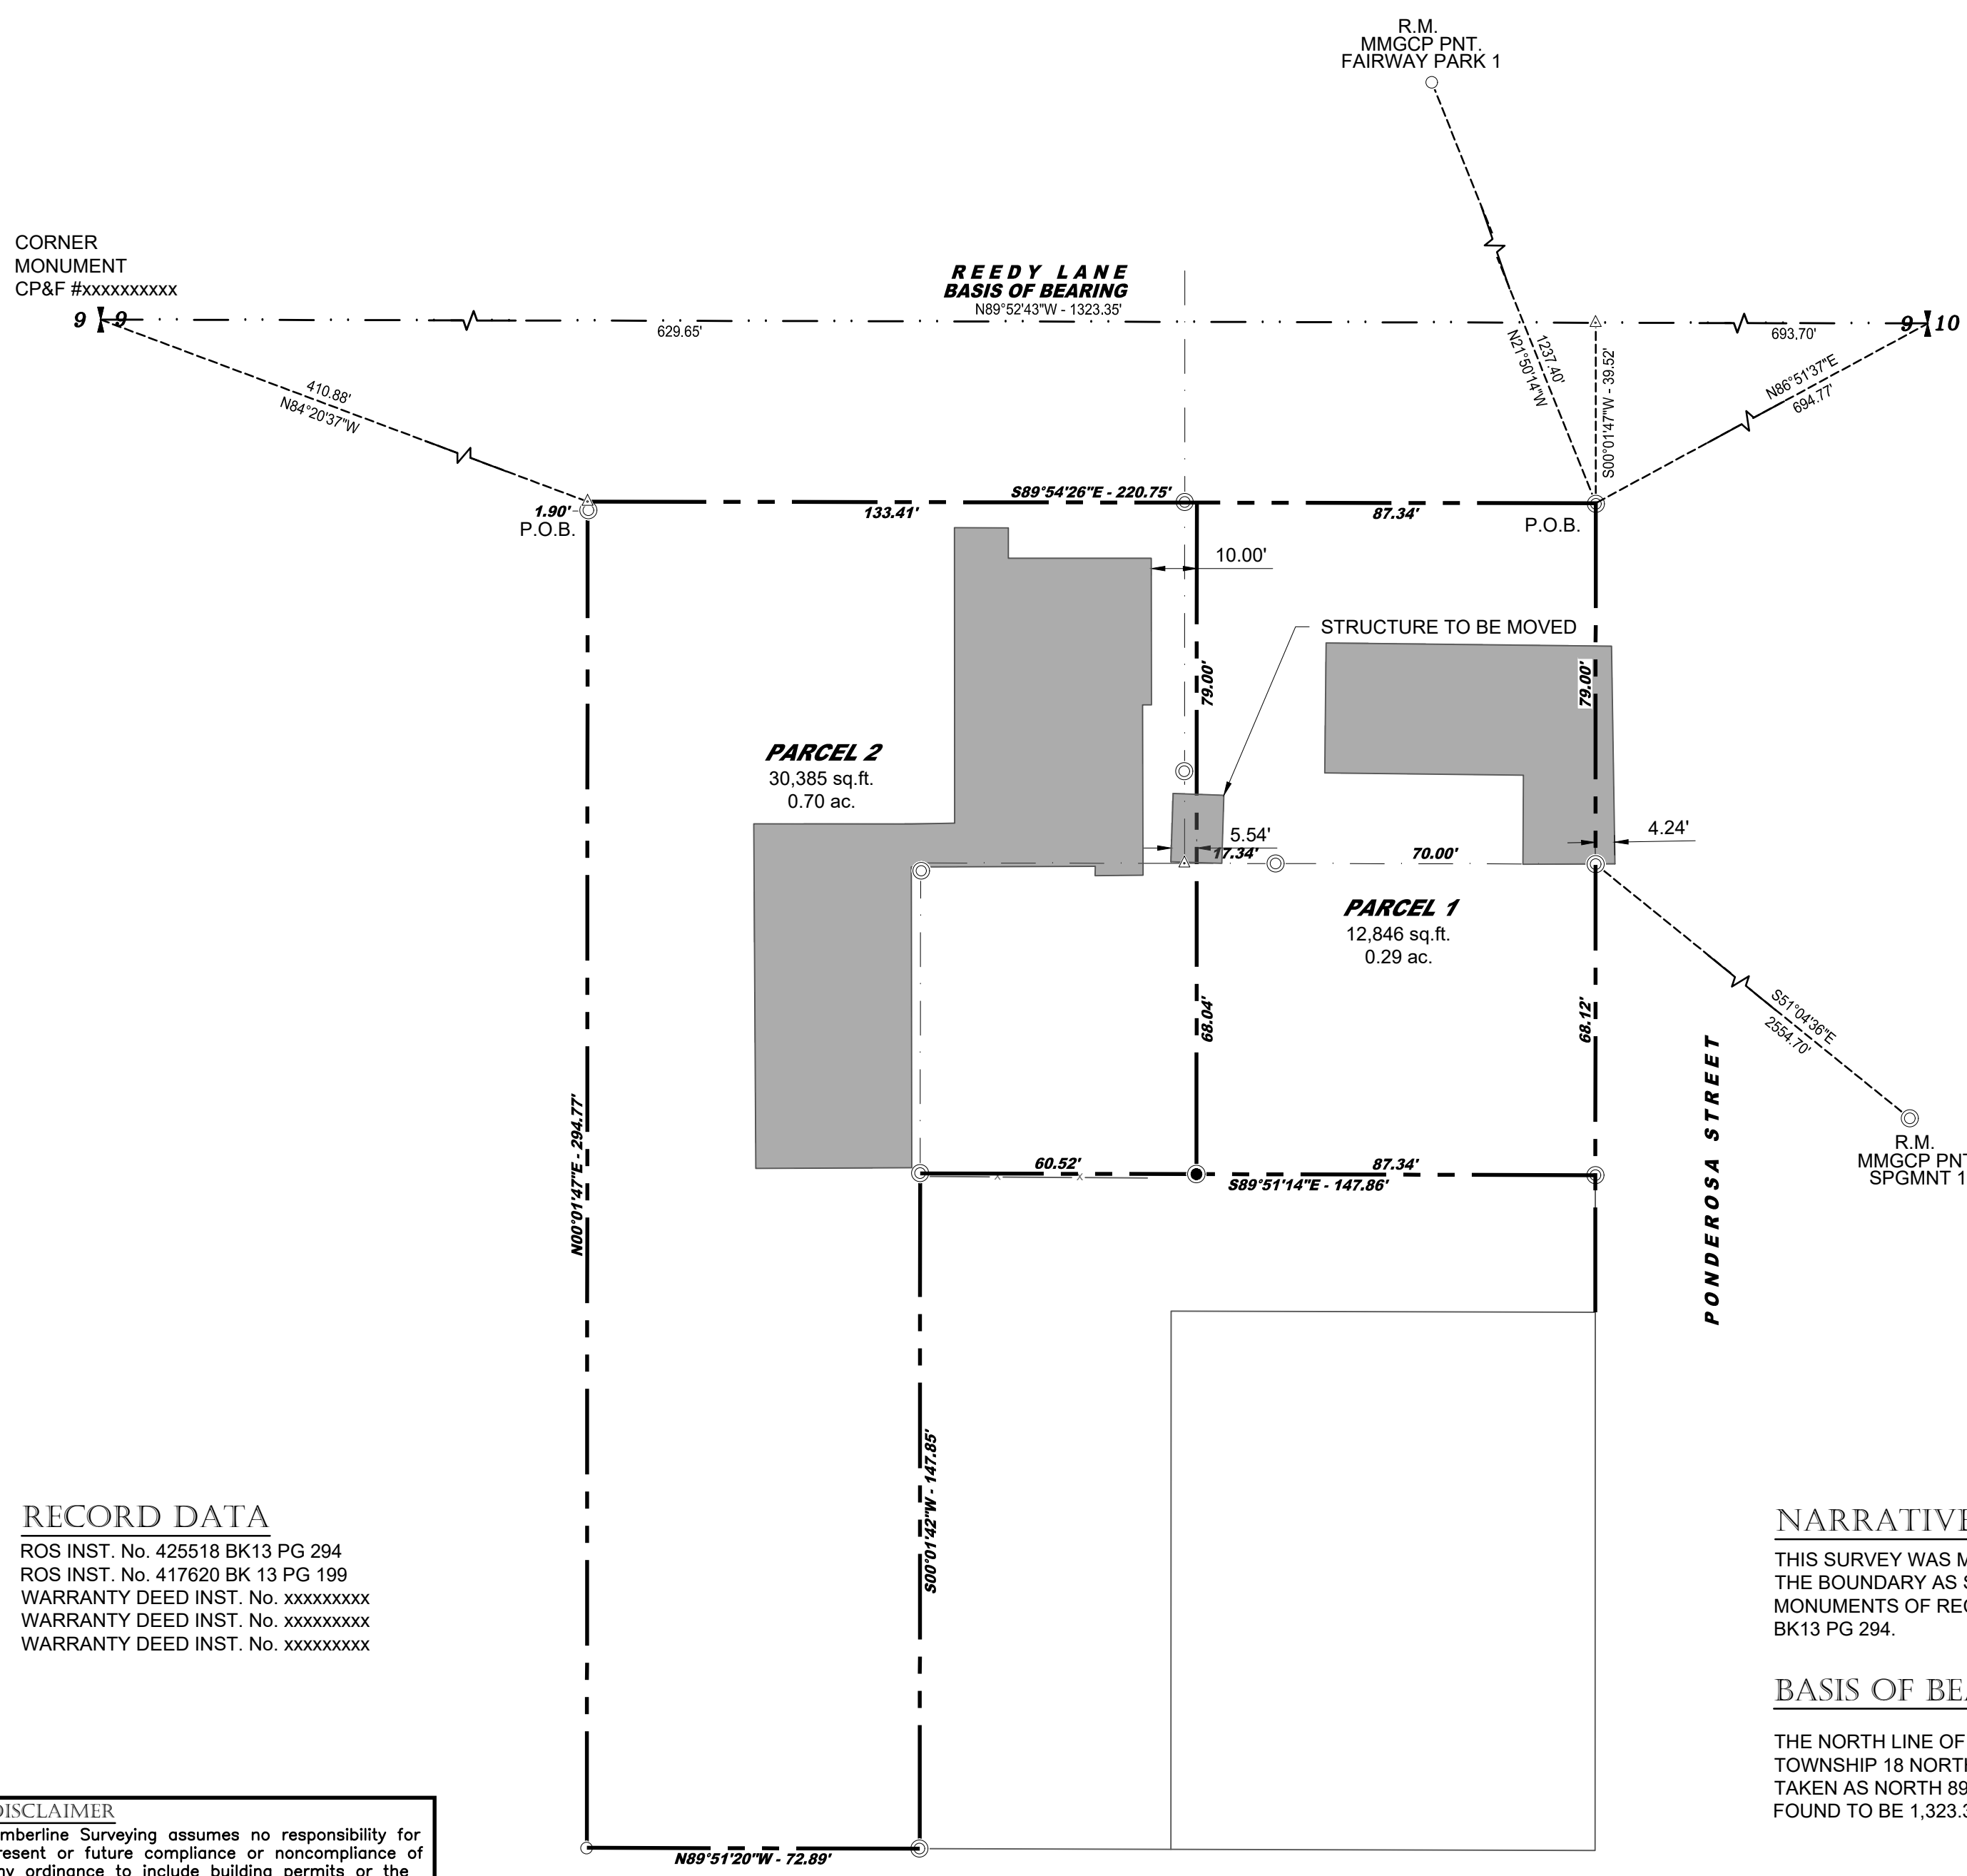 R.M.
MMGCP PNT.
FAIRWAY PARK 1
CORNER
MONUMENT
CP&F #xxxxxxxxxx
REEDY LANE
BASIS OF BEARING
N89°52'43"W - 1323.35'
9 9
629.65'
693.70'
9 10
1237.40'
N21°50'14"W
S00°01'47"W - 39.52'
N86°51'37"E
694.77'
410.88'
N84°20'37"W
S89°54'26"E - 220.75'
1.90'
133.41'
87.34'
P.O.B.
P.O.B.
10.00'
STRUCTURE TO BE MOVED
79.00'
79.00'
PARCEL 2
30,385 sq.ft.
0.70 ac.
5.54'
4.24'
17.34'
70.00'
PARCEL 1
12,846 sq.ft.
0.29 ac.
68.04'
68.12'
S51°04'36"E
2554.70'
PONDEROSA STREET
R.M.
MMGCP PNT
SPGMNT 1
N00°01'47"E - 294.77'
60.52'
87.34'
S89°51'14"E - 147.86'
x x
S00°01'42"W - 147.85'
N89°51'20"W - 72.89'
RECORD DATA
ROS INST. No. 425518 BK13 PG 294
ROS INST. No. 417620 BK 13 PG 199
WARRANTY DEED INST. No. xxxxxxxxx
WARRANTY DEED INST. No. xxxxxxxxx
WARRANTY DEED INST. No. xxxxxxxxx
NARRATIVE
THIS SURVEY WAS M
THE BOUNDARY AS S
MONUMENTS OF REC
BK13 PG 294.
BASIS OF BEA
THE NORTH LINE OF
TOWNSHIP 18 NORTH
TAKEN AS NORTH 89
FOUND TO BE 1,323.3
DISCLAIMER
mberline Surveying assumes no responsibility for
resent or future compliance or noncompliance of
ny ordinance to include building permits or the